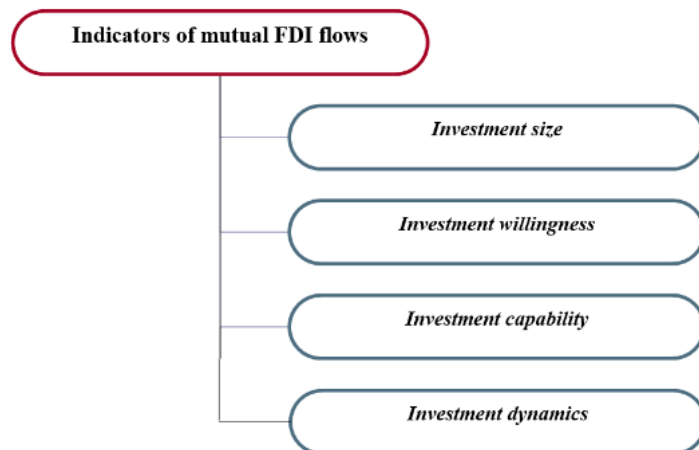 Indicators of mutual FDI flows
Investment size
Investment willingness
Investment capability
Investment dynamics